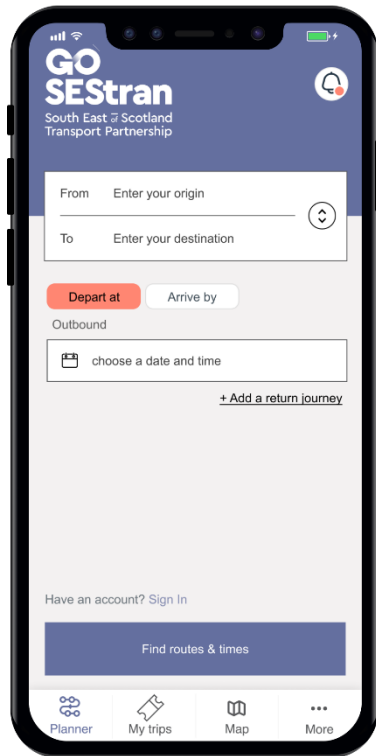 GO
SEStran
South East of Scotland
Transport Partnership
From Enter your origin
To Enter your destination
Depart at Arrive by
Outbound
choose a date and time
+ Add a return journey
Have an account? Sign In
Find routes & times
Planner My trips Map More